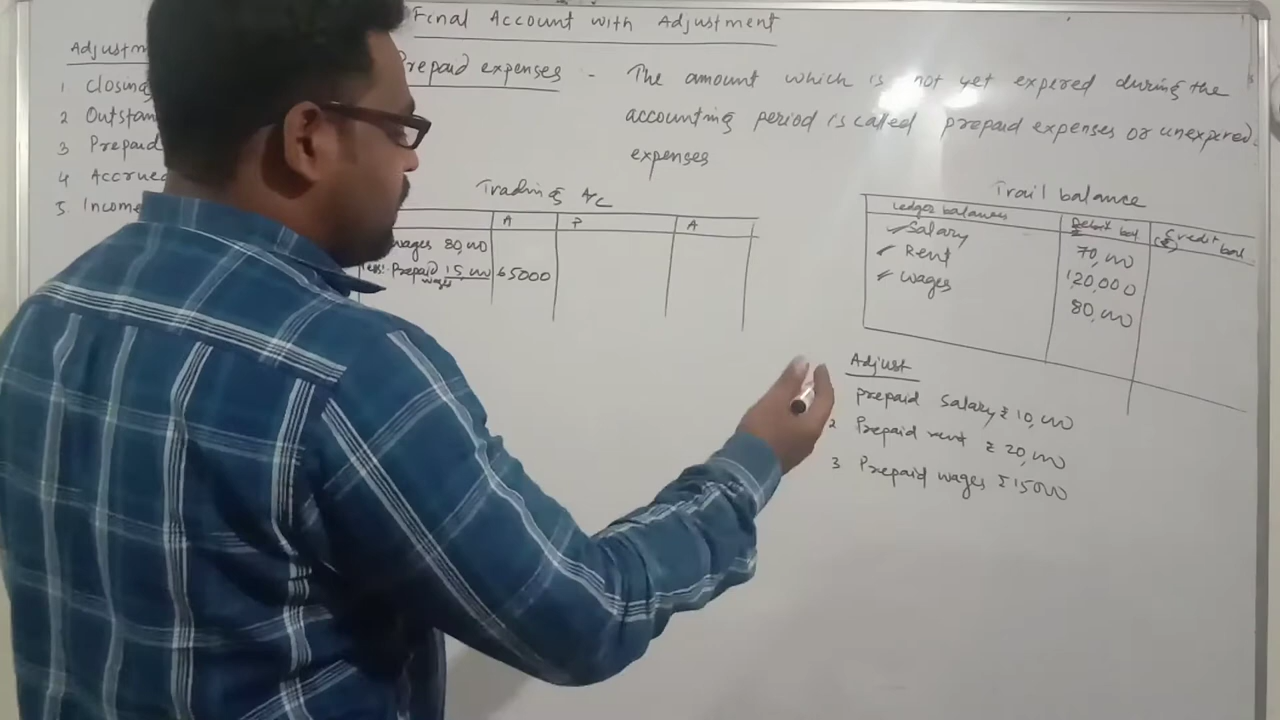 Final Account with Adjustment
Adjustm
1 Closing
2 Outstan
3 Prepaid
4 Accrued
5. Income
Prepaid expenses - The amount which is not yet expered during the
accounting period is called prepaid expenses or unexpered
expenses
Trading A/c
A P A
wages 80,000
less: Prepaid 15,000 65000
wages
Trail balance
Ledger balances Debit bal Credit bal
₹ (₹)
Salary 70,000
Rent 1,20,000
wages 80,000
Adjust
prepaid salary ₹ 10,000
2 Prepaid rent ₹ 20,000
3 Prepaid wages ₹ 15000